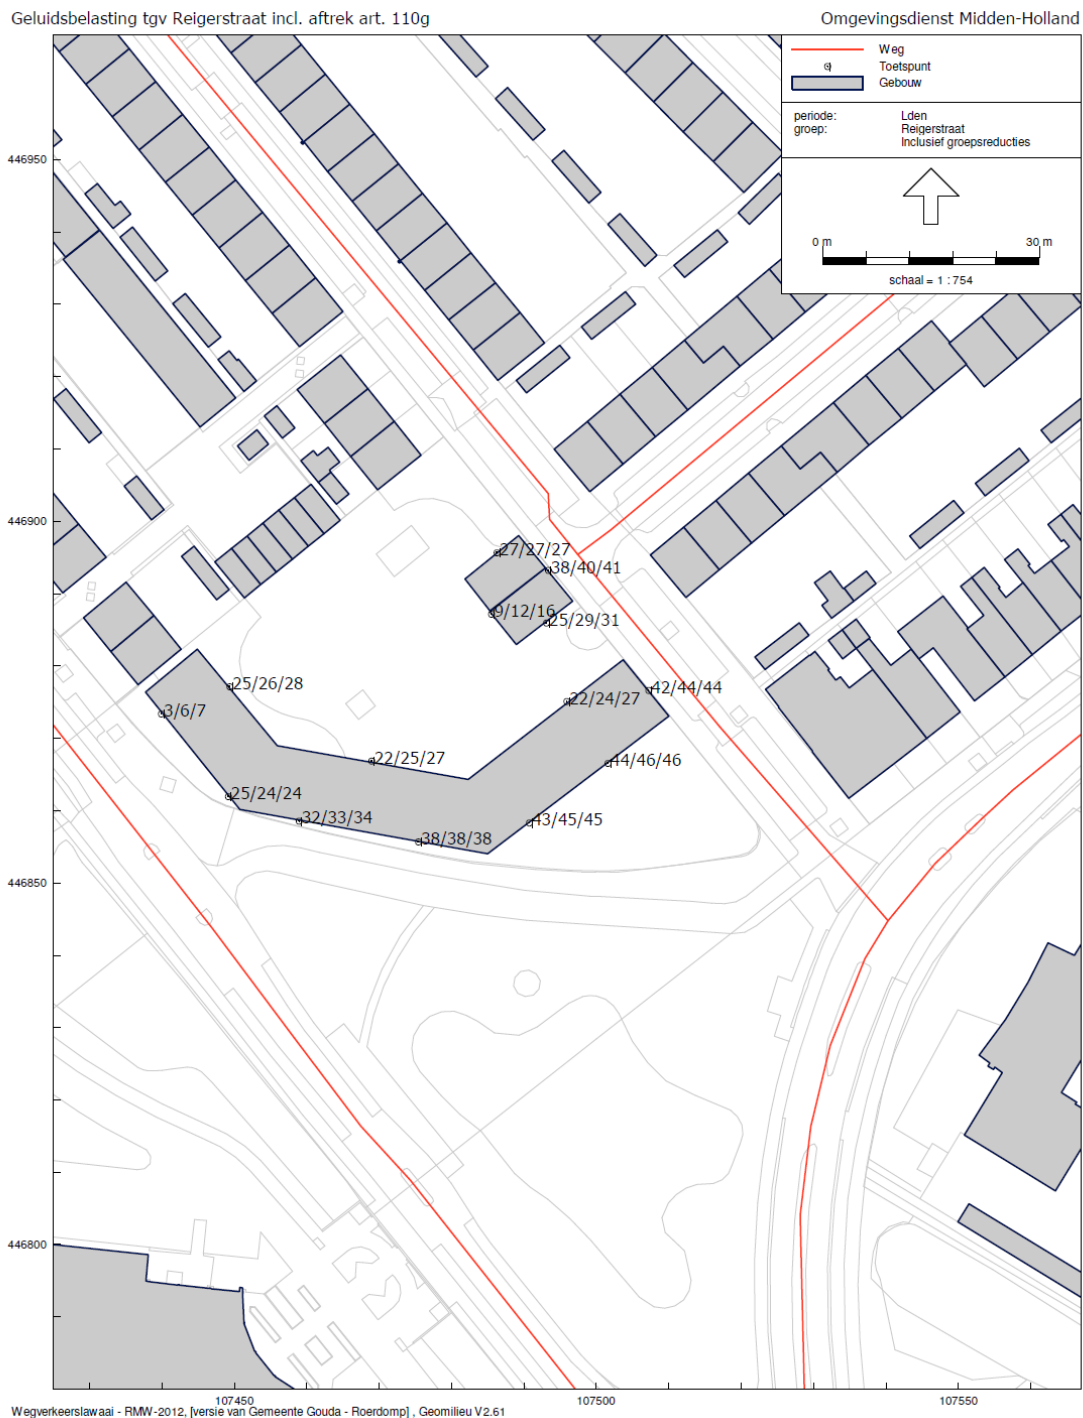 Geluidsbelasting tgv Reigerstraat incl. aftrek art. 110g
Omgevingsdienst Midden-Holland
Weg
Toetspunt
Gebouw
periode: Lden
groep: Reigerstraat
Inclusief groepsreducties
0 m 30 m
schaal = 1 : 754
446950
446900
27/27/27
38/40/41
9/12/16
25/29/31
25/26/28
42/44/44
22/24/27
3/6/7
22/25/27
44/46/46
25/24/24
32/33/34
43/45/45
38/38/38
446850
446800
107450 107500 107550
Wegverkeerslawaai - RMW-2012, [versie van Gemeente Gouda - Roerdomp] , Geomilieu V2.61